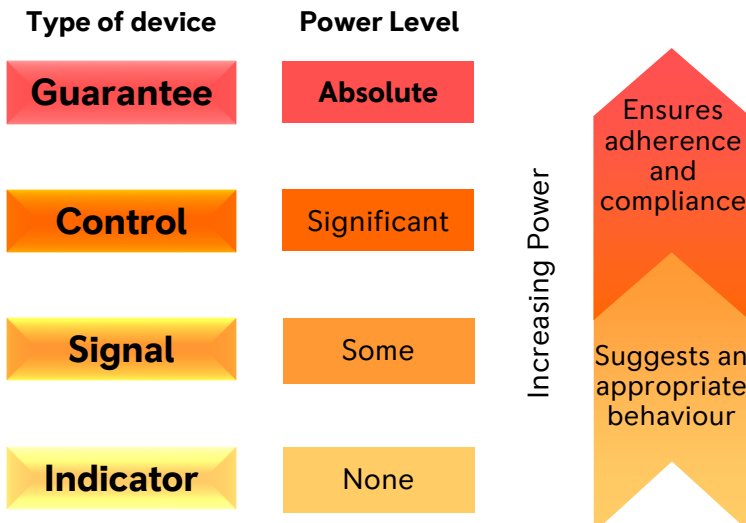 Type of device
Power Level
Guarantee
Absolute
Control
Significant
Signal
Some
Indicator
None
Increasing Power
Ensures
adherence
and
compliance
Suggests an
appropriate
behaviour